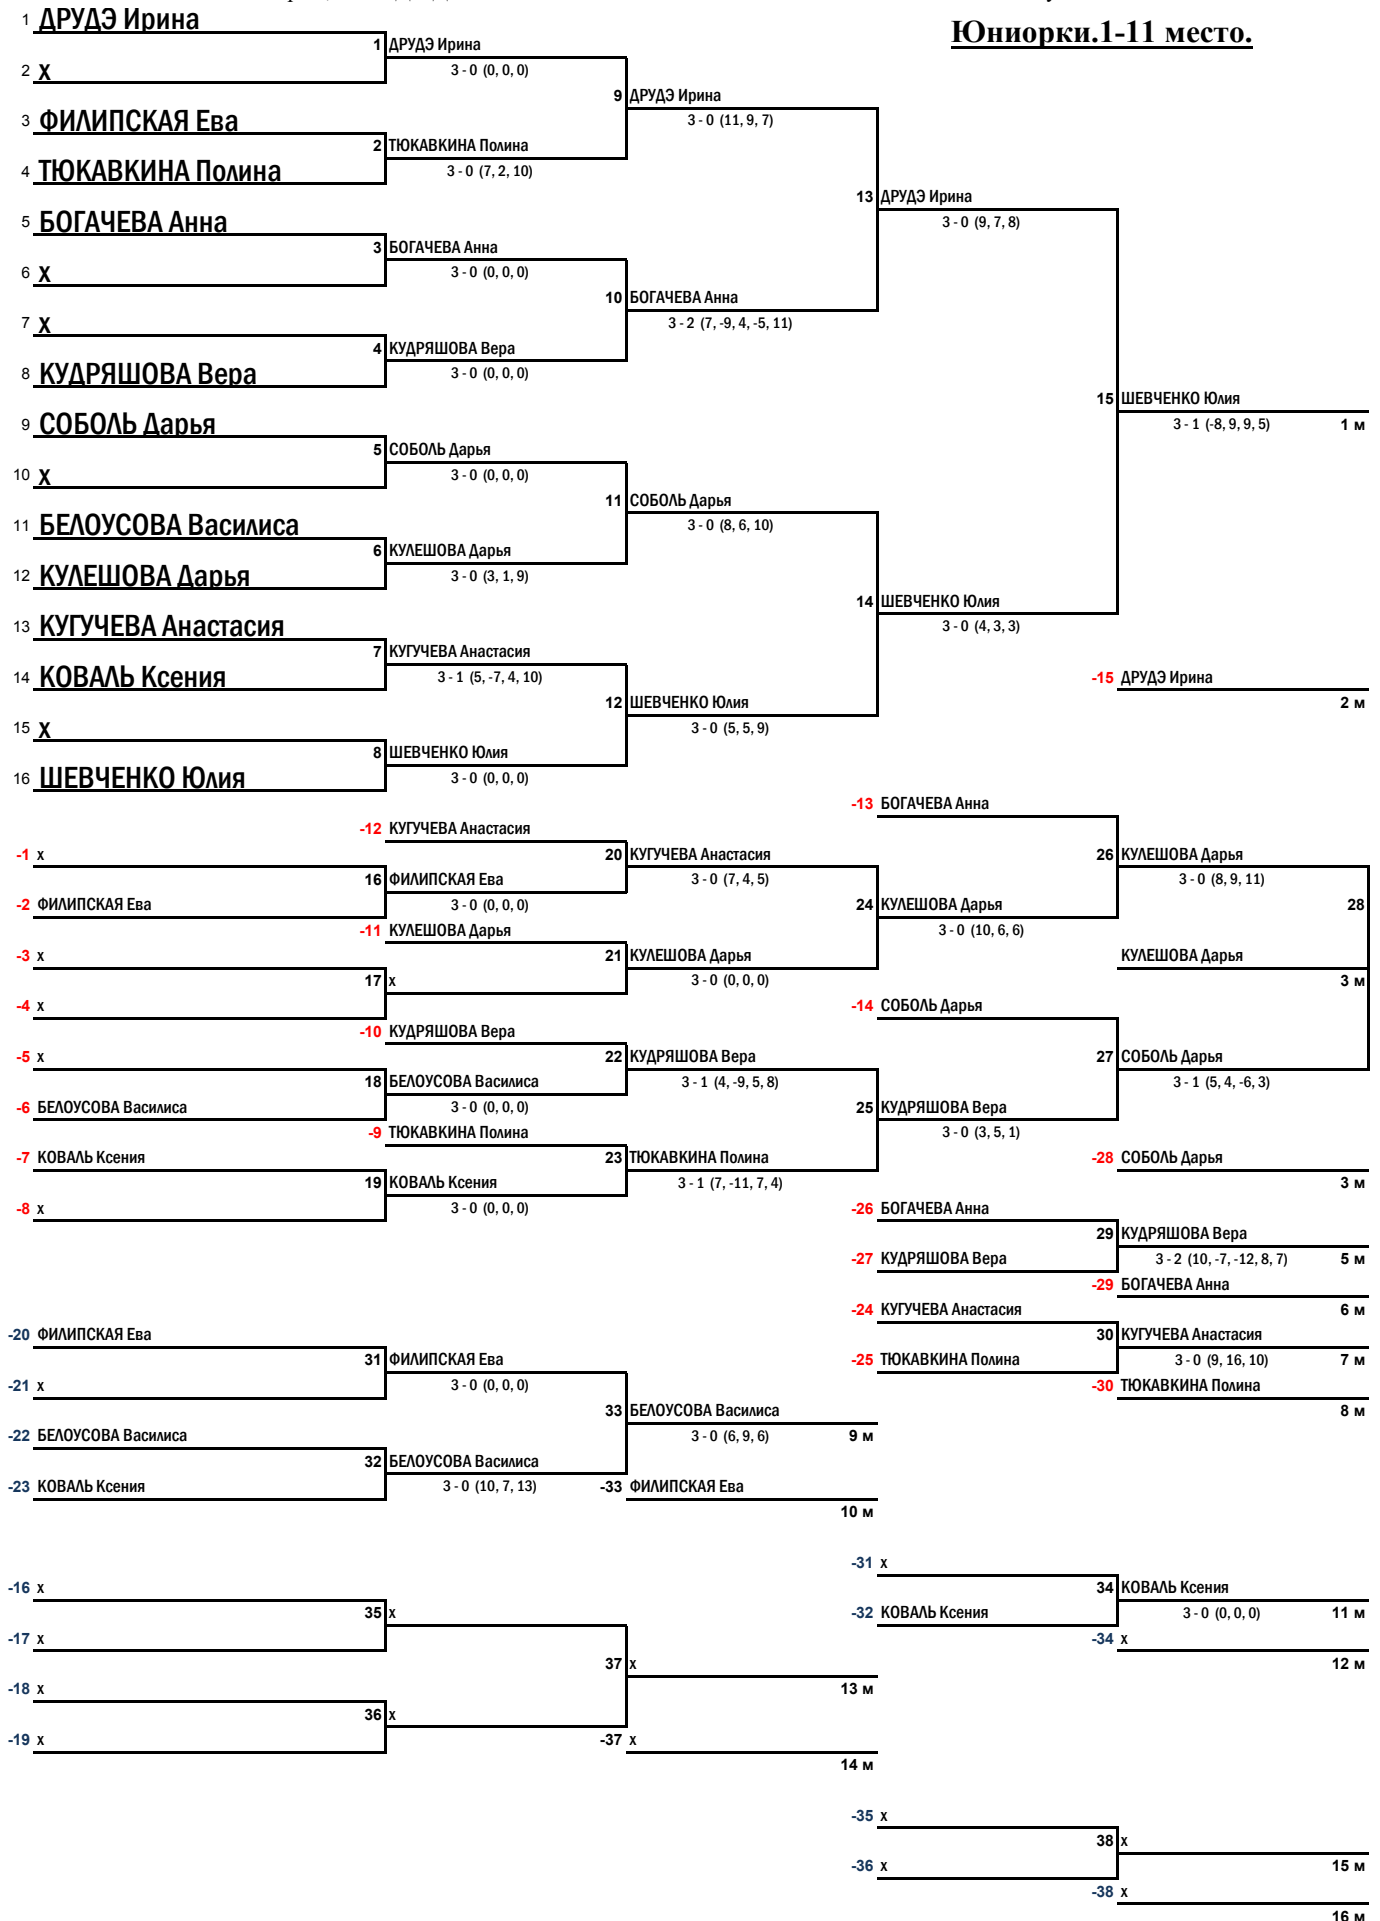 Юниорки.1-11 место.
1 ДРУДЭ Ирина
1 ДРУДЭ Ирина
2 X
3 - 0 (0, 0, 0)
9 ДРУДЭ Ирина
3 ФИЛИПСКАЯ Ева
3 - 0 (11, 9, 7)
2 ТЮКАВКИНА Полина
4 ТЮКАВКИНА Полина
3 - 0 (7, 2, 10)
13 ДРУДЭ Ирина
5 БОГАЧЕВА Анна
3 - 0 (9, 7, 8)
3 БОГАЧЕВА Анна
6 X
3 - 0 (0, 0, 0)
10 БОГАЧЕВА Анна
7 X
3 - 2 (7, -9, 4, -5, 11)
4 КУДРЯШОВА Вера
8 КУДРЯШОВА Вера
3 - 0 (0, 0, 0)
15 ШЕВЧЕНКО Юлия
9 СОБОЛЬ Дарья
3 - 1 (-8, 9, 9, 5) 1 м
5 СОБОЛЬ Дарья
10 X
3 - 0 (0, 0, 0)
11 СОБОЛЬ Дарья
11 БЕЛОУСОВА Василиса
3 - 0 (8, 6, 10)
6 КУЛЕШОВА Дарья
12 КУЛЕШОВА Дарья
3 - 0 (3, 1, 9)
14 ШЕВЧЕНКО Юлия
13 КУГУЧЕВА Анастасия
3 - 0 (4, 3, 3)
7 КУГУЧЕВА Анастасия
14 КОВАЛЬ Ксения
3 - 1 (5, -7, 4, 10)
-15 ДРУДЭ Ирина
12 ШЕВЧЕНКО Юлия
2 м
15 X
3 - 0 (5, 5, 9)
8 ШЕВЧЕНКО Юлия
16 ШЕВЧЕНКО Юлия
3 - 0 (0, 0, 0)
-13 БОГАЧЕВА Анна
-12 КУГУЧЕВА Анастасия
-1 х
20 КУГУЧЕВА Анастасия
26 КУЛЕШОВА Дарья
16 ФИЛИПСКАЯ Ева
3 - 0 (7, 4, 5)
3 - 0 (8, 9, 11)
-2 ФИЛИПСКАЯ Ева
3 - 0 (0, 0, 0)
24 КУЛЕШОВА Дарья
28
-11 КУЛЕШОВА Дарья
3 - 0 (10, 6, 6)
-3 х
21 КУЛЕШОВА Дарья
КУЛЕШОВА Дарья
17 х
3 - 0 (0, 0, 0)
3 м
-4 х
-14 СОБОЛЬ Дарья
-10 КУДРЯШОВА Вера
-5 х
22 КУДРЯШОВА Вера
27 СОБОЛЬ Дарья
18 БЕЛОУСОВА Василиса
3 - 1 (4, -9, 5, 8)
3 - 1 (5, 4, -6, 3)
-6 БЕЛОУСОВА Василиса
3 - 0 (0, 0, 0)
25 КУДРЯШОВА Вера
-9 ТЮКАВКИНА Полина
3 - 0 (3, 5, 1)
-7 КОВАЛЬ Ксения
23 ТЮКАВКИНА Полина
-28 СОБОЛЬ Дарья
19 КОВАЛЬ Ксения
3 - 1 (7, -11, 7, 4)
3 м
-8 х
3 - 0 (0, 0, 0)
-26 БОГАЧЕВА Анна
29 КУДРЯШОВА Вера
-27 КУДРЯШОВА Вера
3 - 2 (10, -7, -12, 8, 7) 5 м
-29 БОГАЧЕВА Анна
-24 КУГУЧЕВА Анастасия
6 м
-20 ФИЛИПСКАЯ Ева
30 КУГУЧЕВА Анастасия
31 ФИЛИПСКАЯ Ева
-25 ТЮКАВКИНА Полина
3 - 0 (9, 16, 10) 7 м
-21 х
3 - 0 (0, 0, 0)
-30 ТЮКАВКИНА Полина
33 БЕЛОУСОВА Василиса
8 м
-22 БЕЛОУСОВА Василиса
3 - 0 (6, 9, 6) 9 м
32 БЕЛОУСОВА Василиса
-23 КОВАЛЬ Ксения
3 - 0 (10, 7, 13)
-33 ФИЛИПСКАЯ Ева
10 м
-31 х
-16 х
34 КОВАЛЬ Ксения
35 х
-32 КОВАЛЬ Ксения
3 - 0 (0, 0, 0) 11 м
-17 х
-34 х
37 х
12 м
-18 х
13 м
36 х
-19 х
-37 х
14 м
-35 х
38 х
-36 х
15 м
-38 х
16 м